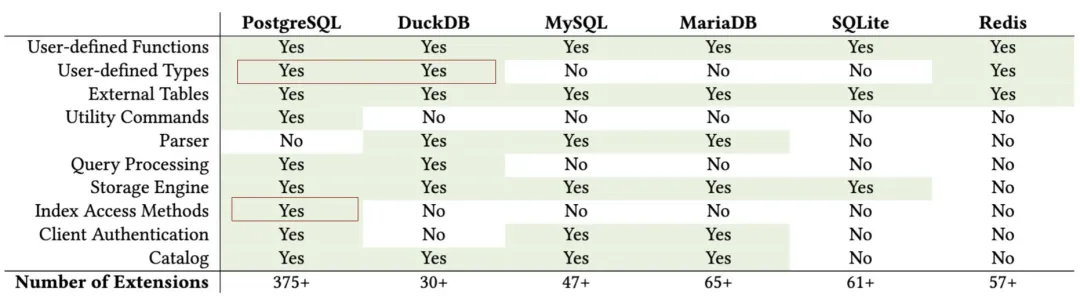 PostgreSQL DuckDB MySQL MariaDB SQLite Redis
User-defined Functions Yes Yes Yes Yes Yes Yes
User-defined Types Yes Yes No No No Yes
External Tables Yes Yes Yes Yes Yes Yes
Utility Commands Yes No No No No No
Parser No Yes Yes Yes No No
Query Processing Yes Yes No No No No
Storage Engine Yes Yes Yes Yes Yes No
Index Access Methods Yes No No No No No
Client Authentication Yes No Yes Yes No No
Catalog Yes Yes Yes Yes No No
Number of Extensions 375+ 30+ 47+ 65+ 61+ 57+